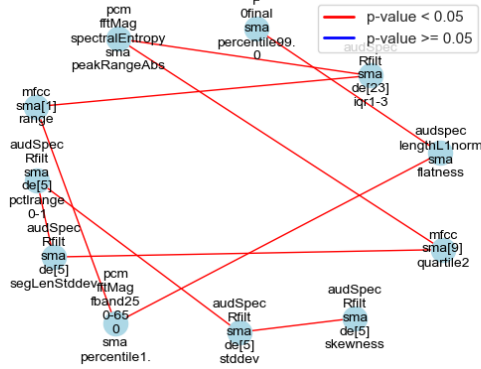 pcm
fftMag
spectralEntropy
sma
peakRangeAbs
0final
sma
percentile99.
0
p-value < 0.05
p-value >= 0.05
audSpec
Rfilt
sma
de[23]
iqr1-3
mfcc
sma[1]
range
audspec
lengthL1norm
sma
flatness
audSpec
Rfilt
sma
de[5]
pctlrange
0-1
audSpec
Rfilt
sma
de[5]
segLenStddev
mfcc
sma[9]
quartile2
pcm
fftMag
fband25
0-65
0
sma
percentile1.
audSpec
Rfilt
sma
de[5]
stddev
audSpec
Rfilt
sma
de[5]
skewness